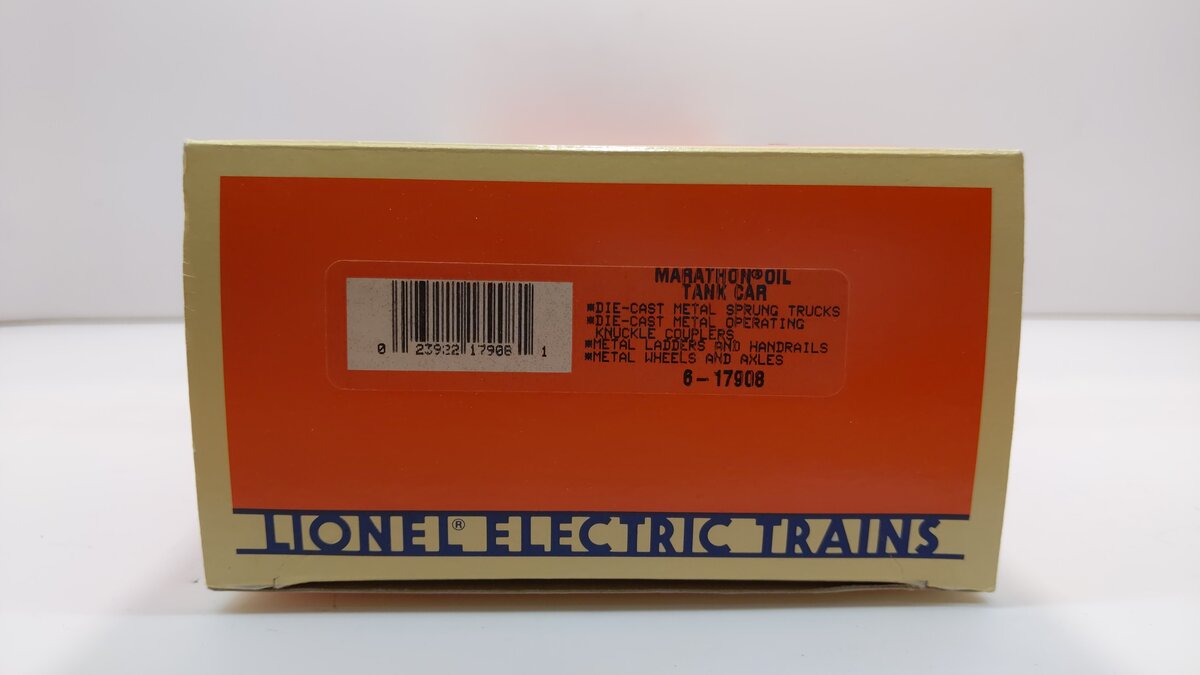 MARATHON®OIL
TANK CAR
*DIE-CAST METAL SPRUNG TRUCKS
*DIE-CAST METAL OPERATING
KNUCKLE COUPLERS
*METAL LADDERS AND HANDRAILS
*METAL WHEELS AND AXLES
6-17908
0 23922 17908 1
LIONEL® ELECTRIC TRAINS